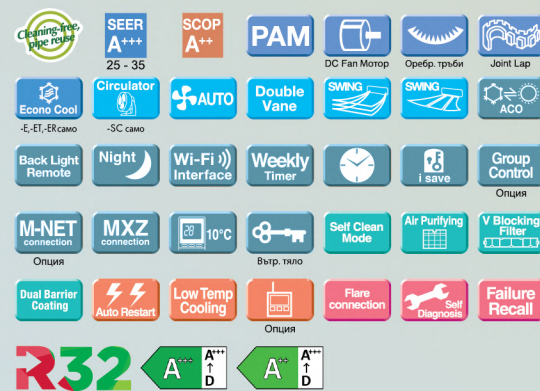 Cleaning-free,
pipe reuse
SEER
A+++
25 - 35
SCOP
A++
PAM
DC Fan Мотор
Оребр. тръби
Joint Lap
Econo Cool
-E,-ET,-ER само
Circulator
-SC само
AUTO
Double
Vane
SWING
SWING
ACO
Back Light
Remote
Night
Wi-Fi
Interface
Weekly
Timer
i save
Group
Control
Опция
M-NET
connection
Опция
MXZ
connection
28
10°C
Вътр. тяло
Self Clean
Mode
Air Purifying
V Blocking
Filter
Dual Barrier
Coating
Auto Restart
Low Temp
Cooling
Опция
Flare
connection
Self
Diagnosis
Failure
Recall
R32
A+++
A+++
↑
D
A++
A+++
↑
D